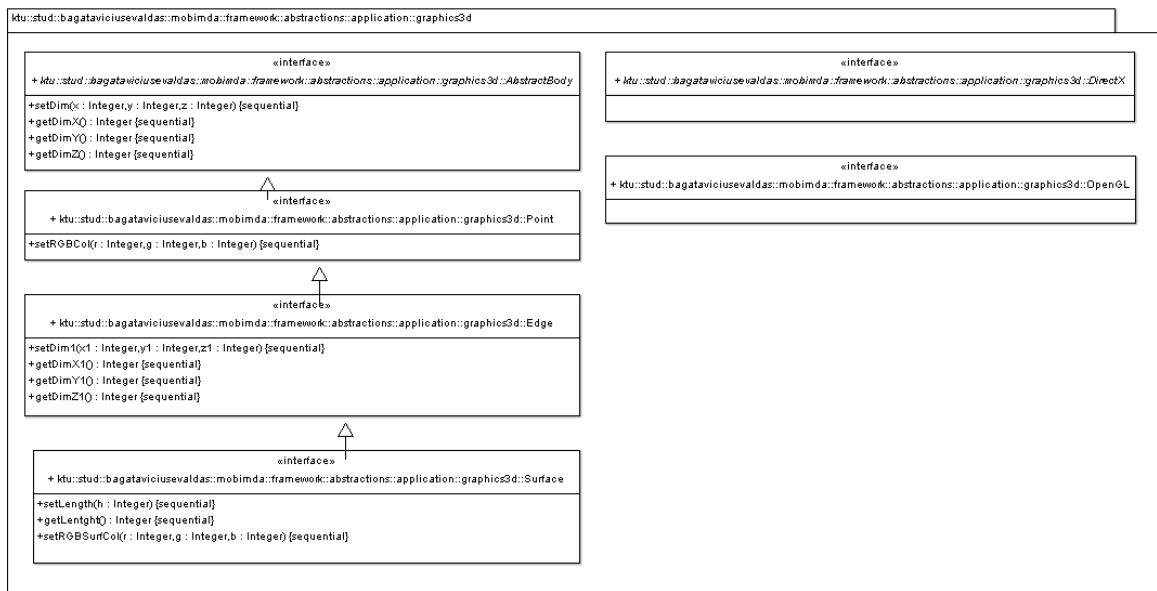 ktu::stud::bagataviciusevaldas::mobimda::framework::abstractions::application::graphics3d
«interface»
+ ktu::stud::bagataviciusevaldas::mobimda::framework::abstractions::application::graphics3d::AbstractBody
+setDim(x : Integer,y : Integer,z : Integer) {sequential}
+getDimX() : Integer {sequential}
+getDimY() : Integer {sequential}
+getDimZ() : Integer {sequential}
«interface»
+ ktu::stud::bagataviciusevaldas::mobimda::framework::abstractions::application::graphics3d::Point
+setRGBCol(r : Integer,g : Integer,b : Integer) {sequential}
«interface»
+ ktu::stud::bagataviciusevaldas::mobimda::framework::abstractions::application::graphics3d::Edge
+setDim1(x1 : Integer,y1 : Integer,z1 : Integer) {sequential}
+getDimX1() : Integer {sequential}
+getDimY1() : Integer {sequential}
+getDimZ1() : Integer {sequential}
«interface»
+ ktu::stud::bagataviciusevaldas::mobimda::framework::abstractions::application::graphics3d::Surface
+setLength(h : Integer) {sequential}
+getLentght() : Integer {sequential}
+setRGBSurfCol(r : Integer,g : Integer,b : Integer) {sequential}
«interface»
+ ktu::stud::bagataviciusevaldas::mobimda::framework::abstractions::application::graphics3d::DirectX
«interface»
+ ktu::stud::bagataviciusevaldas::mobimda::framework::abstractions::application::graphics3d::OpenGL